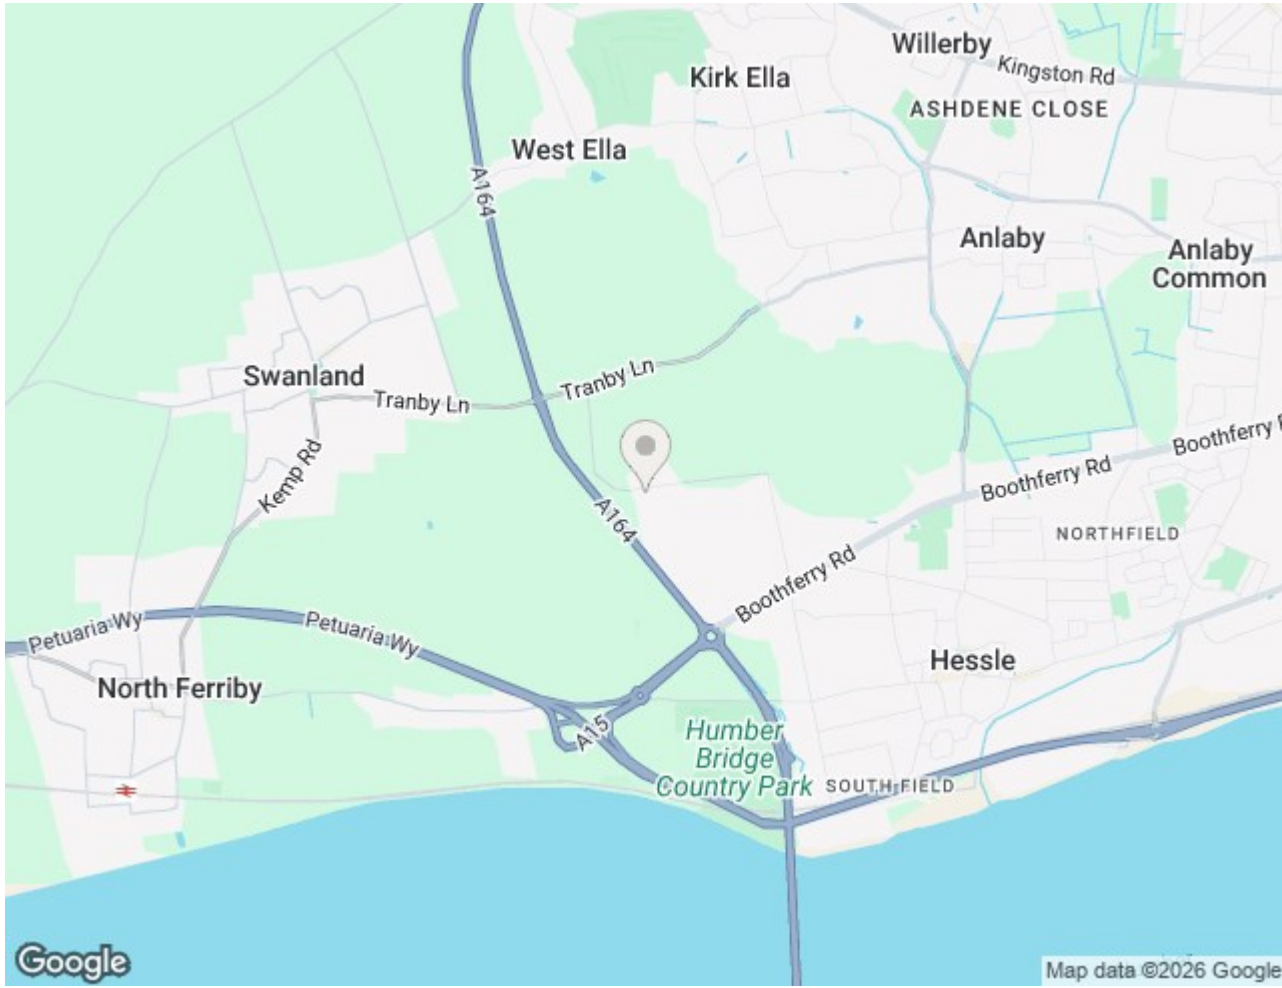 Willerby
Kingston Rd
Kirk Ella
ASHDENE CLOSE
West Ella
A164
Anlaby
Anlaby
Common
Tranby Ln
Swanland
Tranby Ln
Kemp Rd
Boothferry R
Boothferry Rd
A164
NORTHFIELD
Boothferry Rd
Petuaria Wy
Petuaria Wy
Hessle
North Ferriby
A15
Humber
Bridge
Country Park
SOUTH FIELD
Google
Map data ©2026 Google